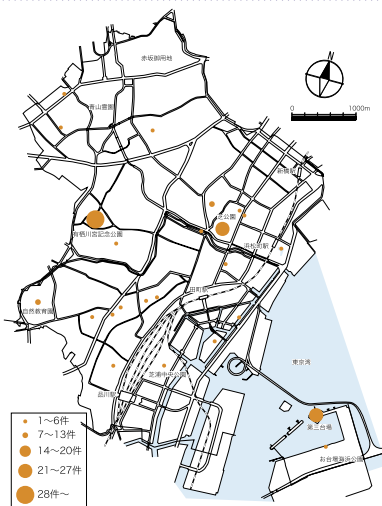 赤坂御用地
N
青山霊園
0 1000m
新橋駅
芝公園
有栖川宮記念公園
浜松町駅
田町駅
自然教育園
東京湾
芝浦中央公園
品川駅
第三台場
お台場海浜公園
1〜6件
7〜13件
14〜20件
21〜27件
28件〜